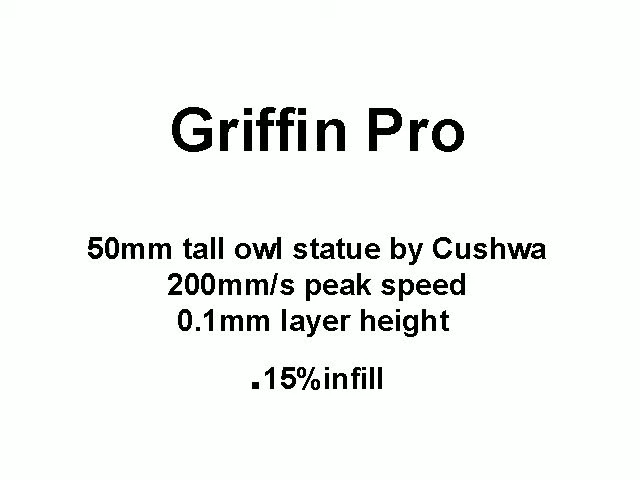 Griffin Pro
50mm tall owl statue by Cushwa
200mm/s peak speed
0.1mm layer height
.15%infill